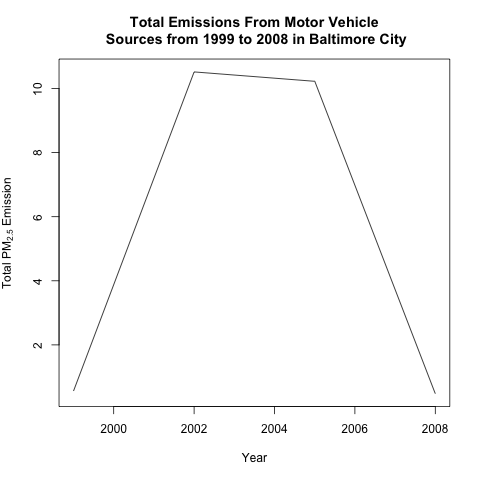 Total Emissions From Motor Vehicle
Sources from 1999 to 2008 in Baltimore City
Total PM2.5 Emission
10
8
6
4
2
2000 2002 2004 2006 2008
Year